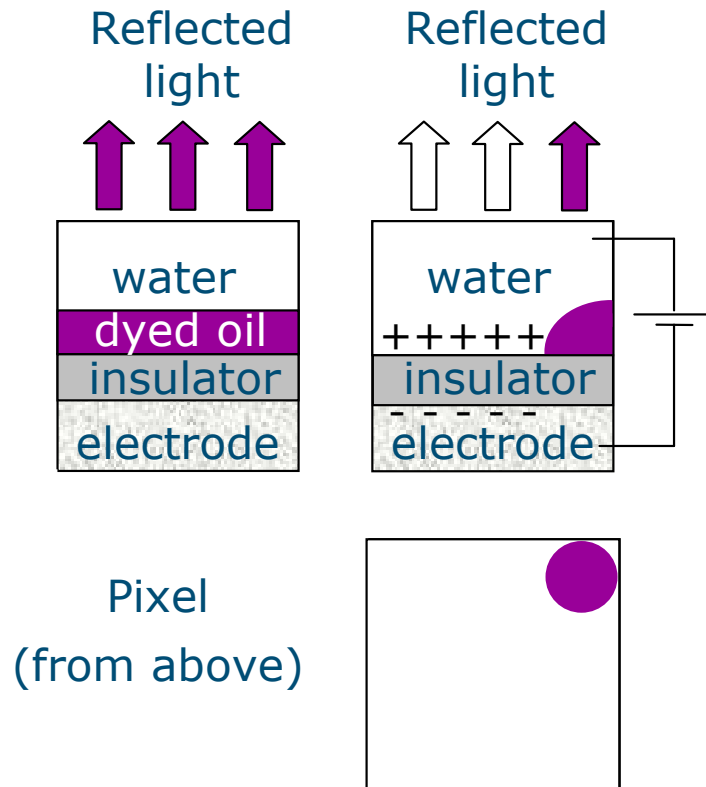 Reflected
light
Reflected
light
water
dyed oil
insulator
electrode
water
+++++
insulator
- - - - -
electrode
Pixel
(from above)